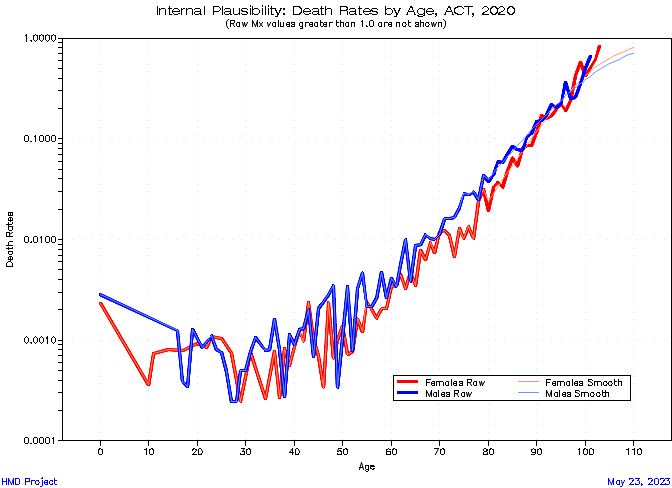 Internal Plausibility: Death Rates by Age, ACT, 2020
(Raw Mx values greater than 1.0 are not shown)
1.0000
0.1000
0.0100
0.0010
0.0001
Death Rates
0 10 20 30 40 50 60 70 80 90 100 110
Age
Females Raw Females Smooth
Males Raw Males Smooth
HMD Project May 23, 2023